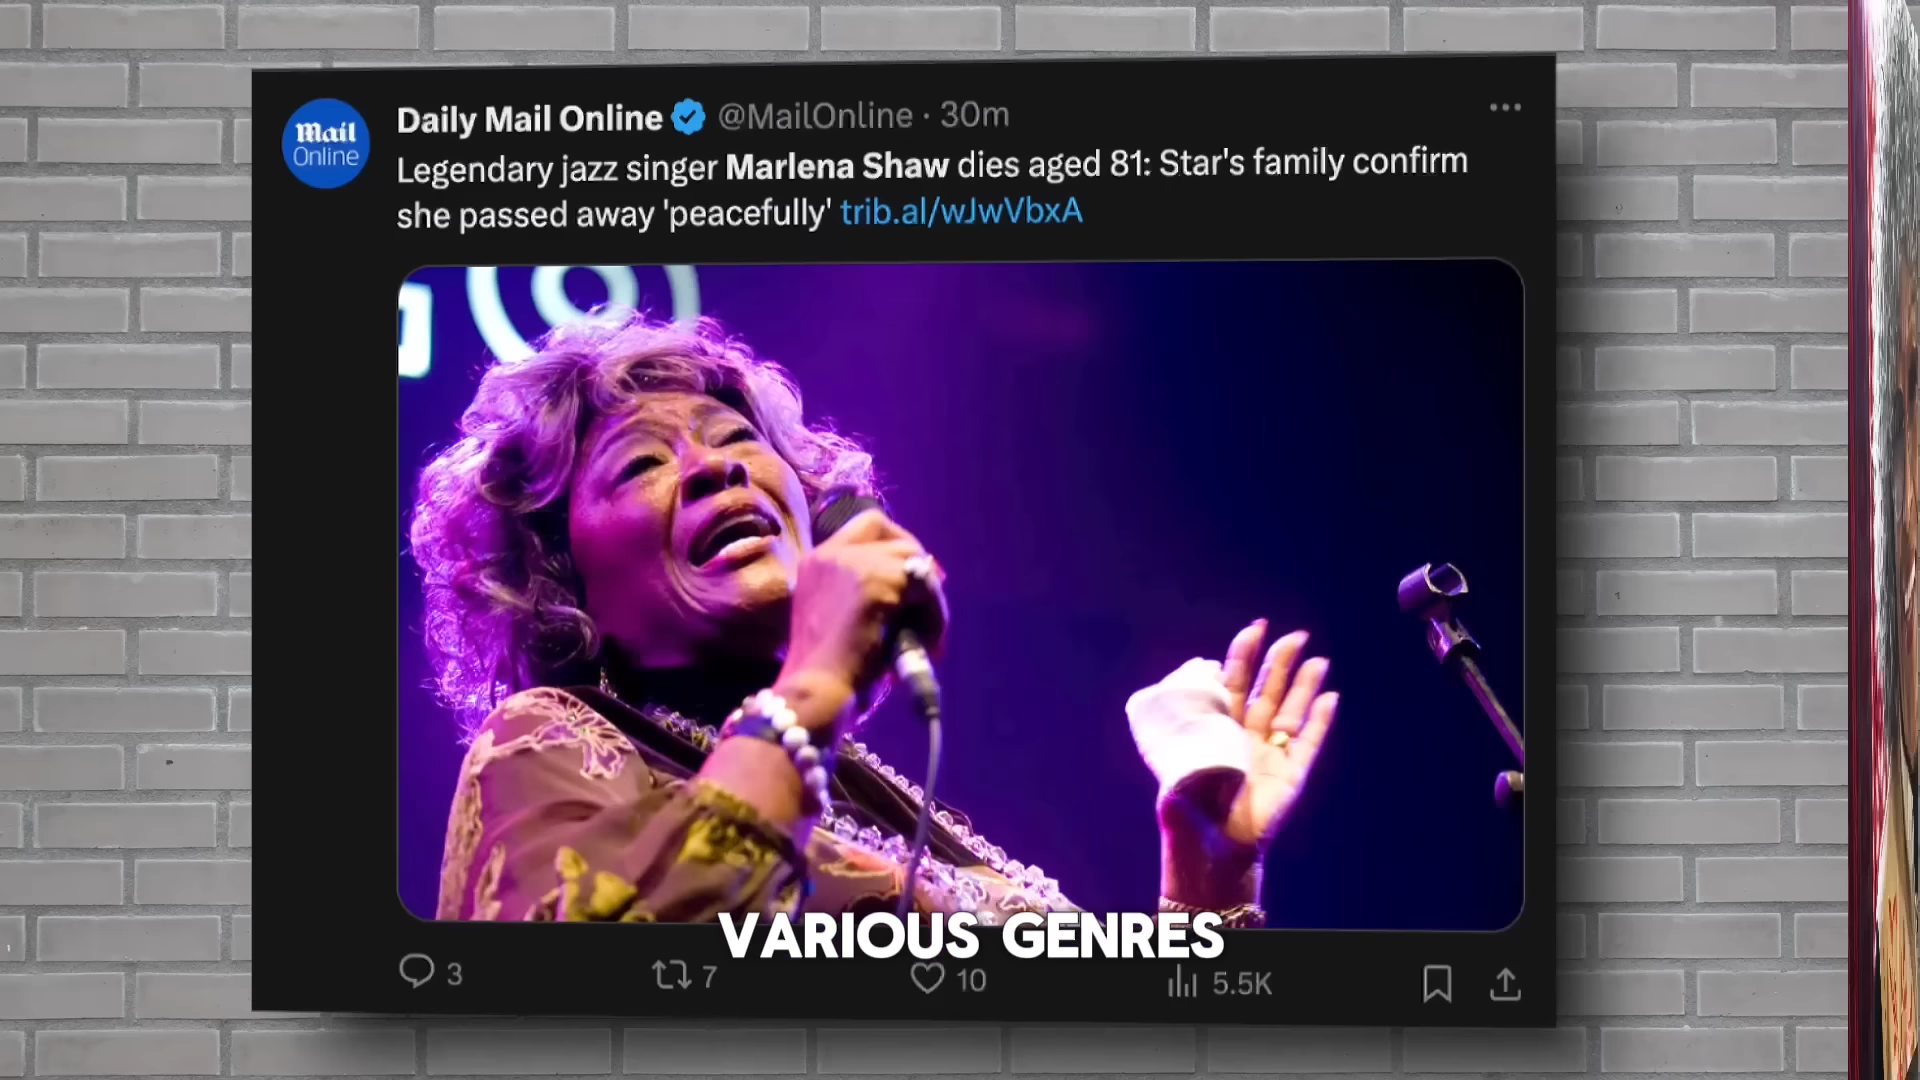 Mail
Online
Daily Mail Online @MailOnline · 30m
Legendary jazz singer Marlena Shaw dies aged 81: Star's family confirm
she passed away 'peacefully' trib.al/wJwVbxA
VARIOUS GENRES
3 7 10 5.5K